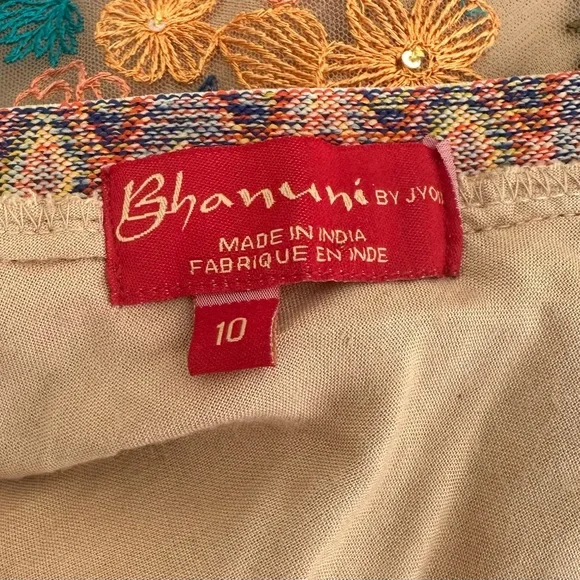 Bhanuni BY JYOTI
MADE IN INDIA
FABRIQUE EN INDE
10